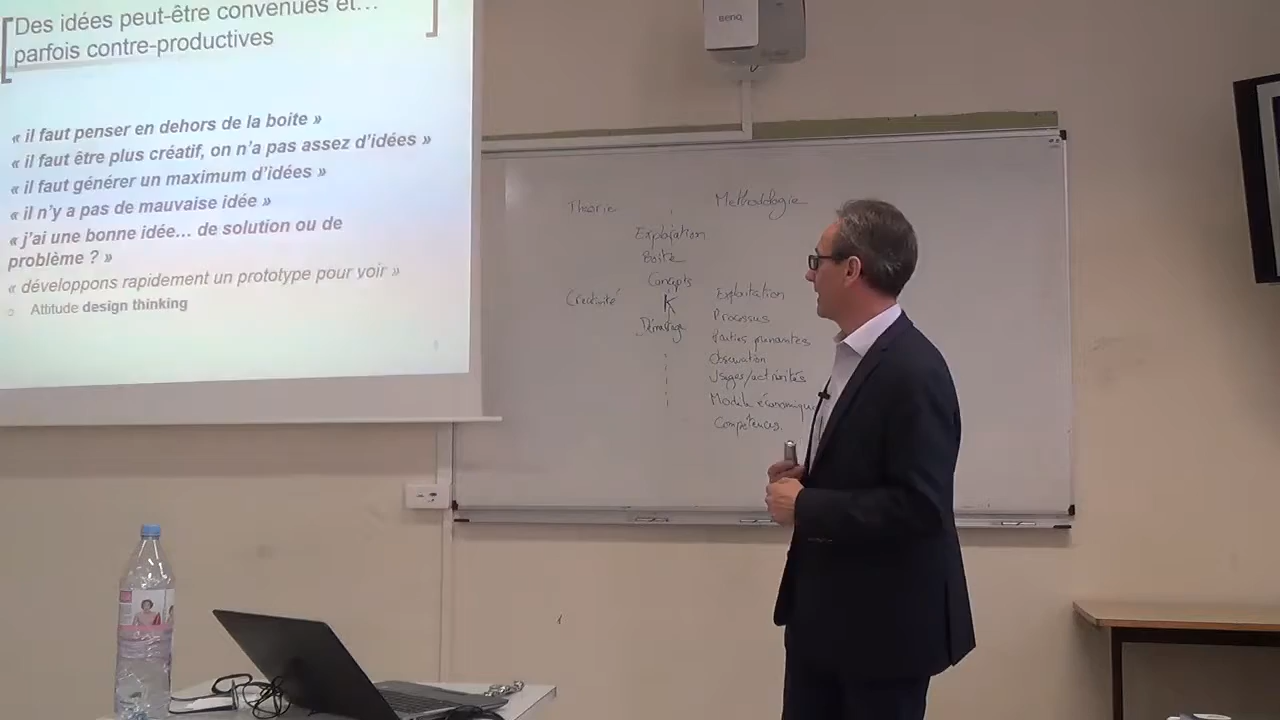 Des idées peut-être convenues et...
parfois contre-productives
« il faut penser en dehors de la boite »
« il faut être plus créatif, on n'a pas assez d'idées »
« il faut générer un maximum d'idées »
« il n'y a pas de mauvaise idée »
« j'ai une bonne idée... de solution ou de
problème ? »
« développons rapidement un prototype pour voir »
Attitude design thinking
BenQ
Théorie
Méthodologie
Exploration
Boite
Concepts
Créativité
K
Démarrage
Exploitation
Processus
Parties prenantes
Observation
Usages/activités
Modèle économique
Compétences